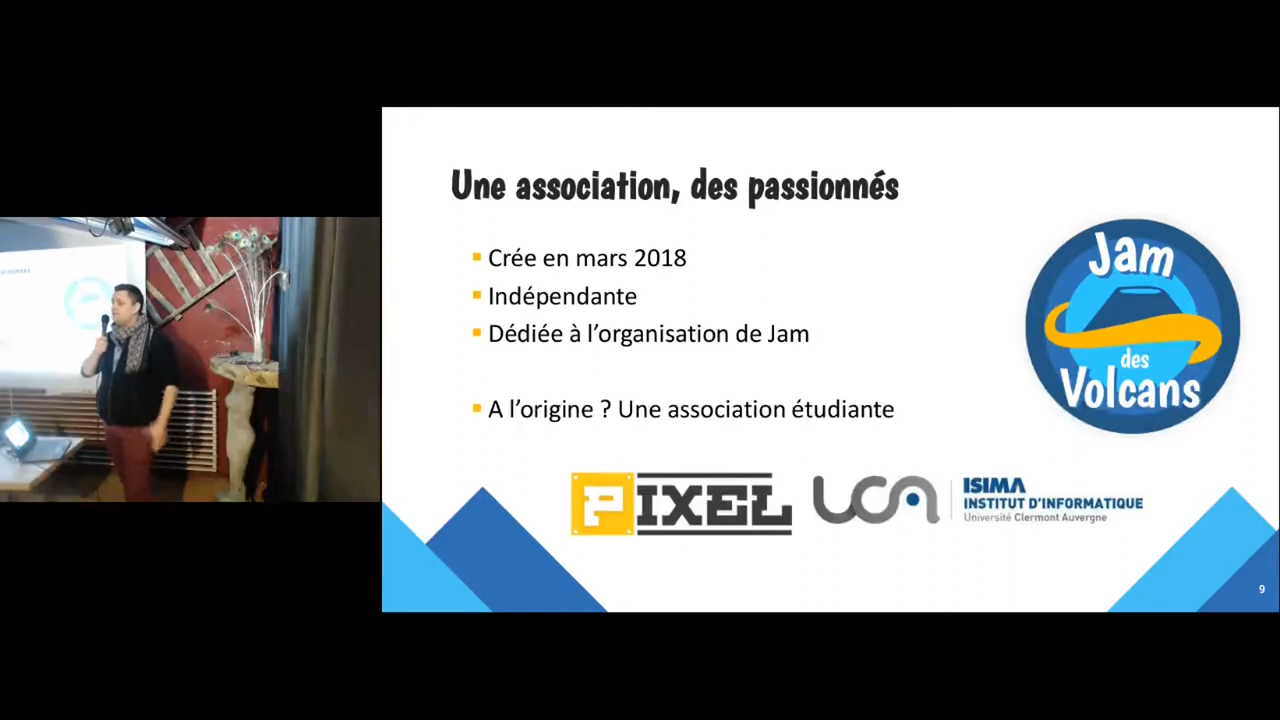 Une association, des passionnés
Crée en mars 2018
Indépendante
Dédiée à l'organisation de Jam
A l'origine ? Une association étudiante
Jam
des
Volcans
PIXEL
UCA
ISIMA
INSTITUT D'INFORMATIQUE
Université Clermont Auvergne
9